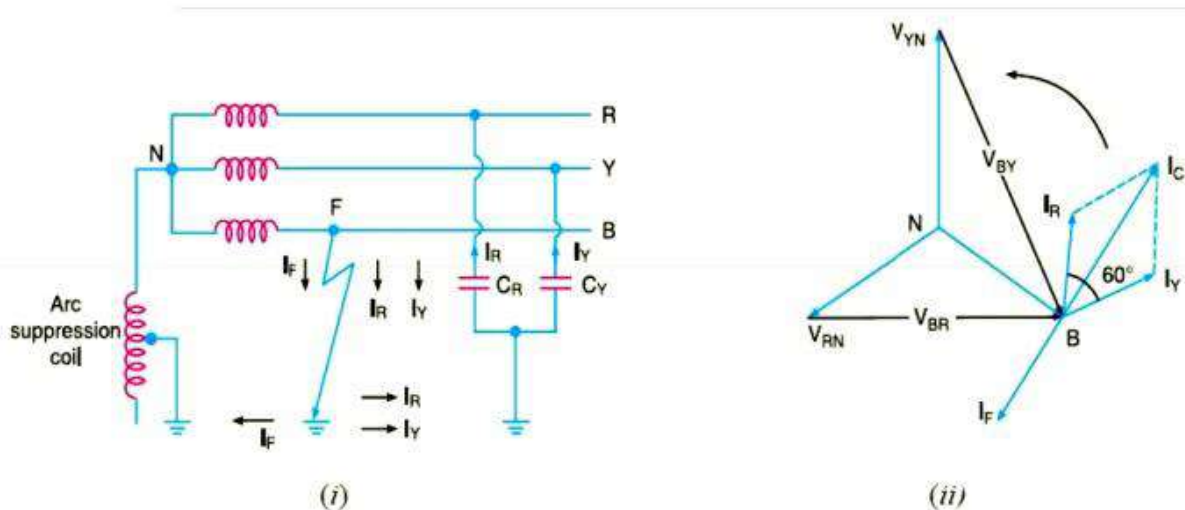 R
N
Y
F
B
I_F
I_R
I_Y
I_R
I_Y
C_R
C_Y
Arc
suppression
coil
I_R
I_F
I_Y
(i)
V_YN
V_BY
I_C
I_R
N
60°
I_Y
V_RN
V_BR
B
I_F
(ii)